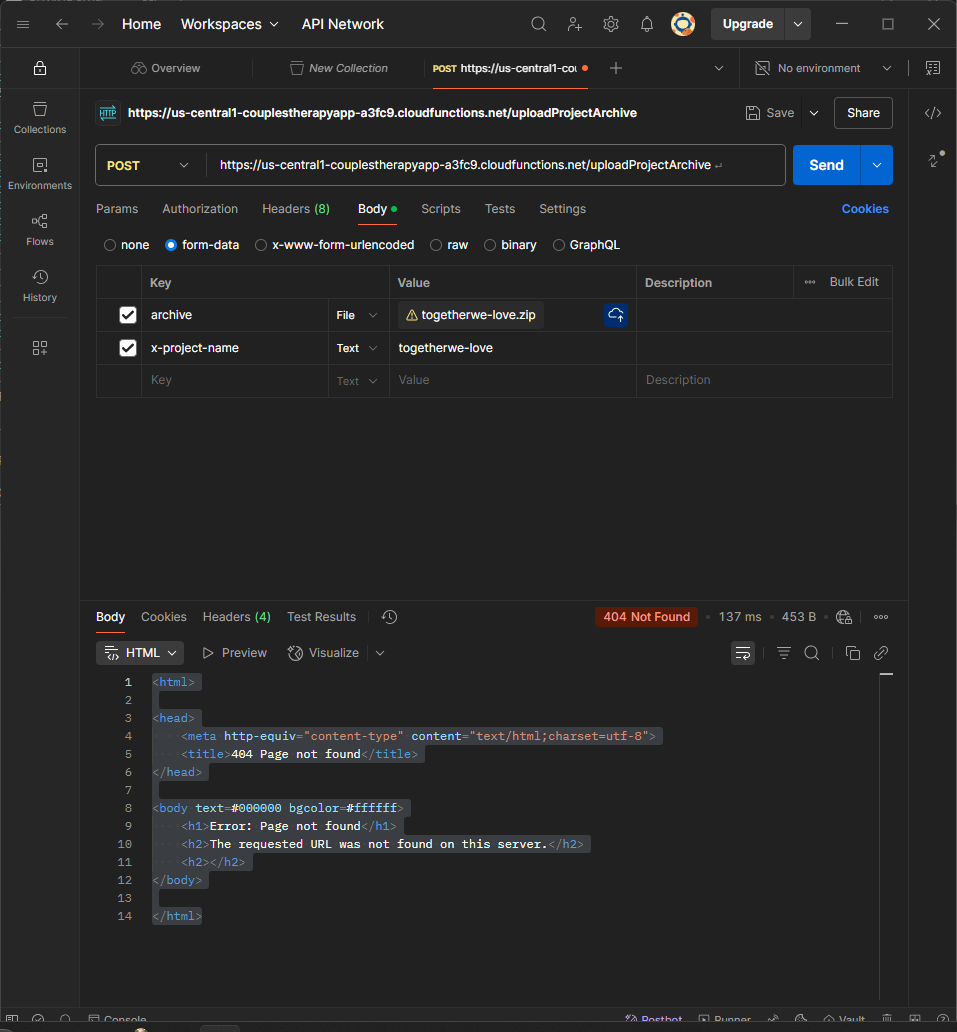 Home Workspaces API Network Upgrade
Overview New Collection POST https://us-central1-cou No environment
HTTP https://us-central1-couplestherapyapp-a3fc9.cloudfunctions.net/uploadProjectArchive Save Share
Collections
Environments
Flows
History
POST https://us-central1-couplestherapyapp-a3fc9.cloudfunctions.net/uploadProjectArchive Send
Params Authorization Headers (8) Body Scripts Tests Settings Cookies
none form-data x-www-form-urlencoded raw binary GraphQL
Key Value Description Bulk Edit
archive File togetherwe-love.zip
x-project-name Text togetherwe-love
Key Text Value Description
Body Cookies Headers (4) Test Results 404 Not Found 137 ms 453 B
HTML Preview Visualize
1 <html>
2
3 <head>
4 <meta http-equiv="content-type" content="text/html;charset=utf-8">
5 <title>404 Page not found</title>
6 </head>
7
8 <body text=#000000 bgcolor=#ffffff>
9 <h1>Error: Page not found</h1>
10 <h2>The requested URL was not found on this server.</h2>
11 <h2></h2>
12 </body>
13
14 </html>
Console Postbot Runner Vault